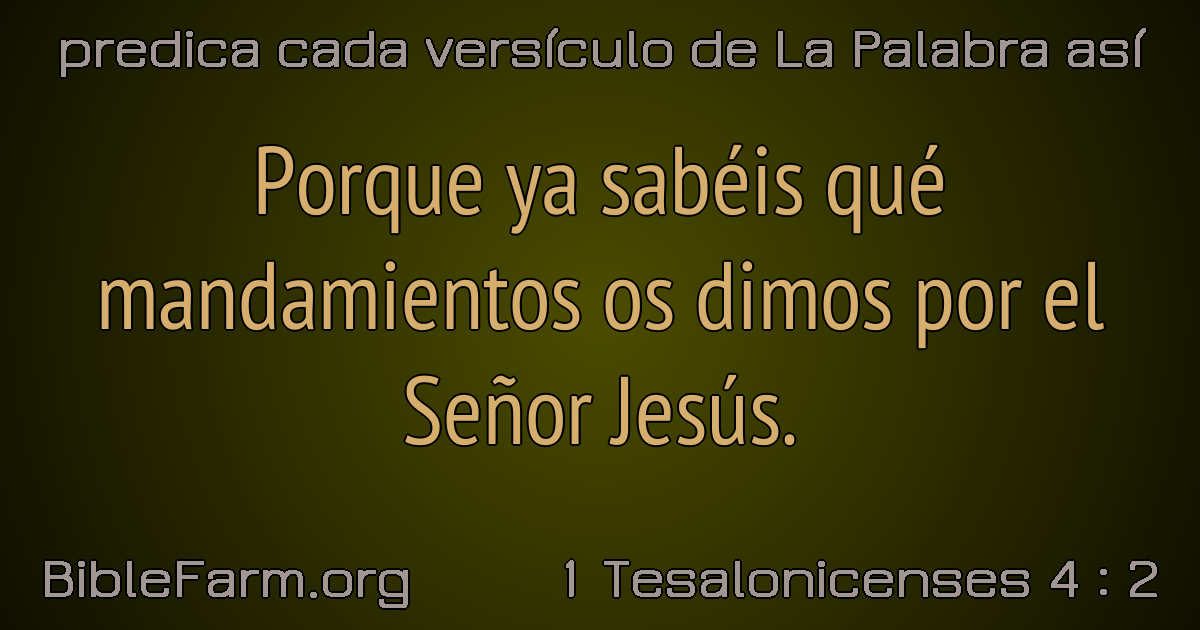 predica cada versículo de La Palabra así
Porque ya sabéis qué
mandamientos os dimos por el
Señor Jesús.
BibleFarm.org
1 Tesalonicenses 4 : 2